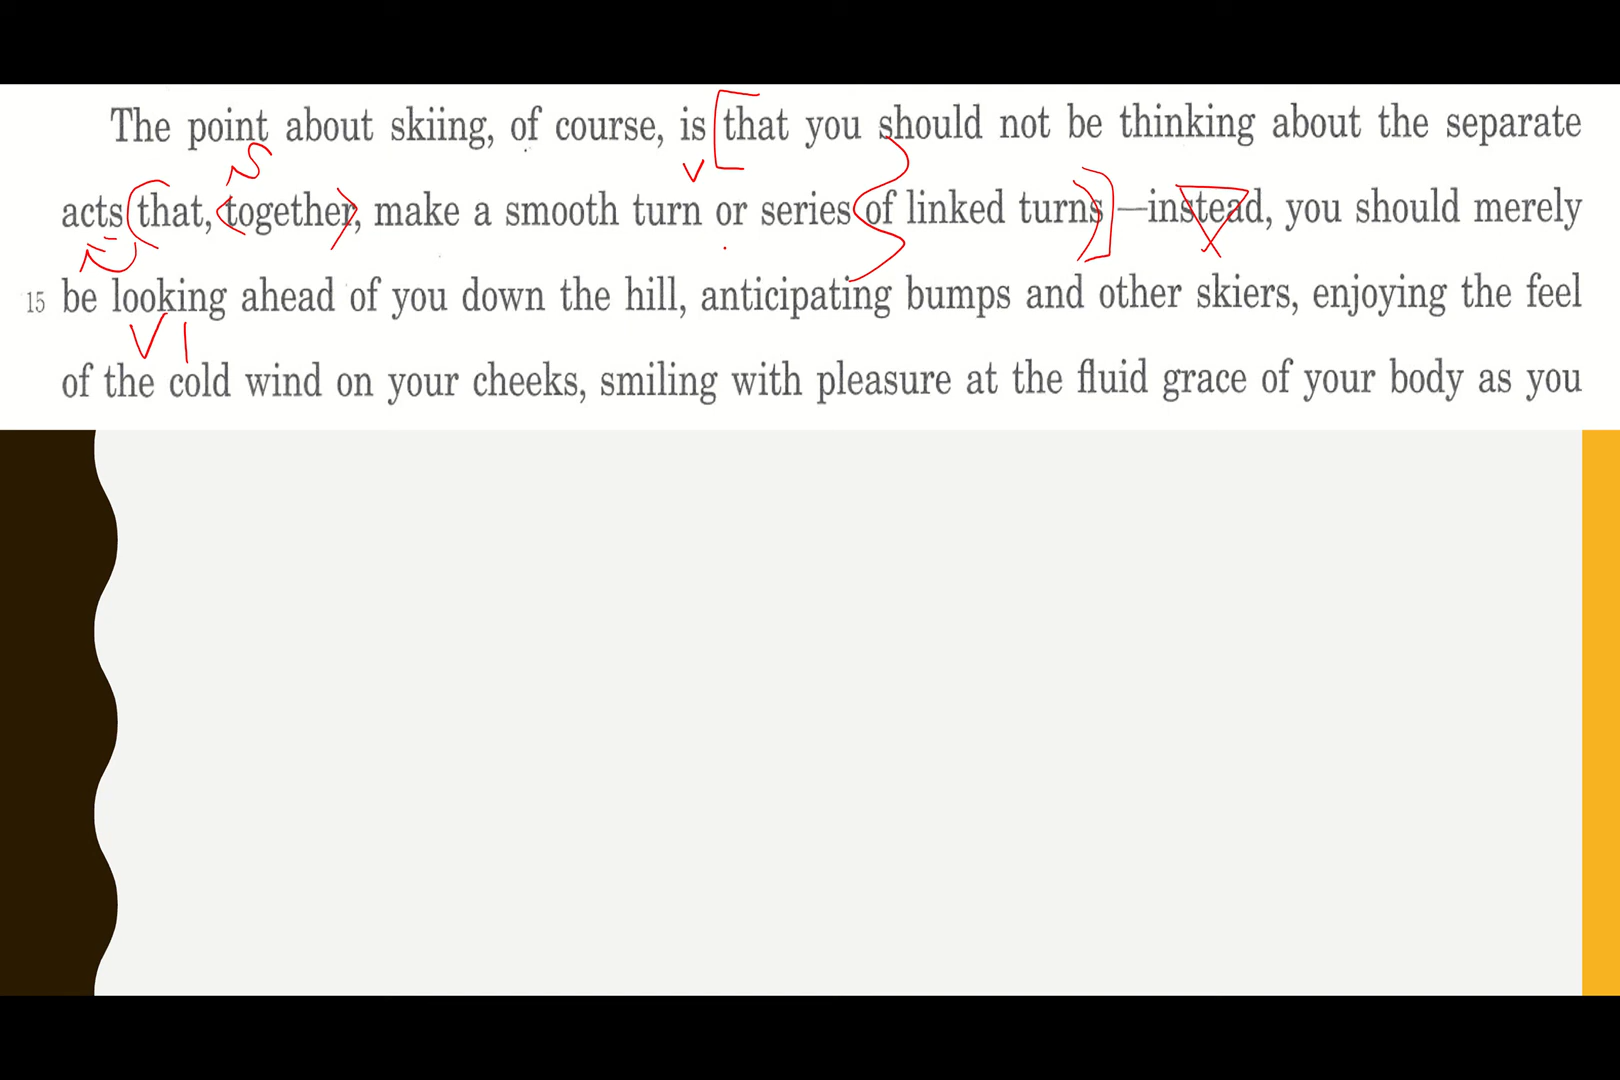 The point about skiing, of course, is that you should not be thinking about the separate
S
V
acts that, together, make a smooth turn or series of linked turns—instead, you should merely
15 be looking ahead of you down the hill, anticipating bumps and other skiers, enjoying the feel
V1
of the cold wind on your cheeks, smiling with pleasure at the fluid grace of your body as you